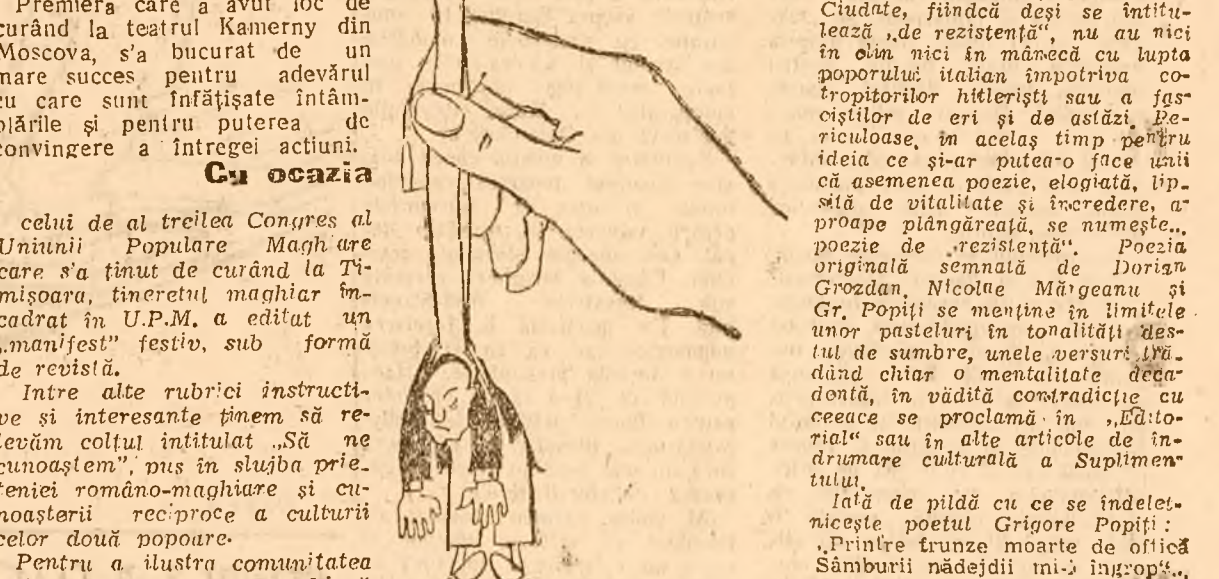 Premiera care a avut loc de
curând la teatrul Kamerny din
Moscova, s'a bucurat de un
mare succes pentru adevărul
cu care sunt înfățișate întâm-
plările și pentru puterea de
convingere a întregei actiuni.
Cu ocazia
celui de al treilea Congres al
Uniunii Populare Maghiare
care s'a ținut de curând la Ti-
mișoara, tineretul maghiar în-
cadrat în U.P.M. a editat un
„manifest” festiv, sub formă
de revistă.
Intre alte rubrici instructi-
ve și interesante ținem să re-
levăm colțul intitulat „Să ne
cunoaștem”, pus în slujba prie-
teniei româno-maghiare și cu-
noașterii reciproce a culturii
celor două popoare.
Pentru a ilustra comunitatea
Ciudate, fiindcă deși se întitu-
lează „de rezistență”, nu au nici
în clin nici în mânecă cu lupta
poporului italian împotriva co-
tropitorilor hitleriști sau a fas-
ciștilor de eri și de astăzi. Pe-
riculoase, in acelaș timp pentru
ideia ce și-ar putea-o face unii
că asemenea poezie, elogiată, lip-
sită de vitalitate și încredere, a-
proape plângăreață, se numește...
poezie de „rezistență“. Poezia
originală semnată de Dorian
Grozdan, Nicolae Mărgeanu și
Gr. Popiți se menține în limitele
unor pasteluri în tonalități des-
tul de sumbre, unele versuri tră-
dând chiar o mentalitate deca-
dentă, în vădită contradicție cu
ceeace se proclamă în „Edito-
rial“ sau în alte articole de în-
drumare culturală a Suplimen-
tului.
Iată de pildă cu ce se îndelet-
nicește poetul Grigore Popiți :
„Printre frunze moarte de oftică
Sâmburii nădejdii mi-i îngrop“...